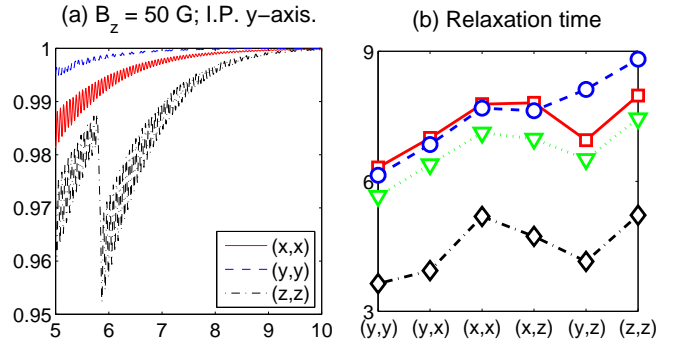 (a) B_z = 50 G; I.P. y−axis.
1
0.99
0.98
0.97
0.96
0.95
5 6 7 8 9 10
(x,x)
(y,y)
(z,z)
(b) Relaxation time
9
6
3
(y,y) (y,x) (x,x) (x,z) (y,z) (z,z)